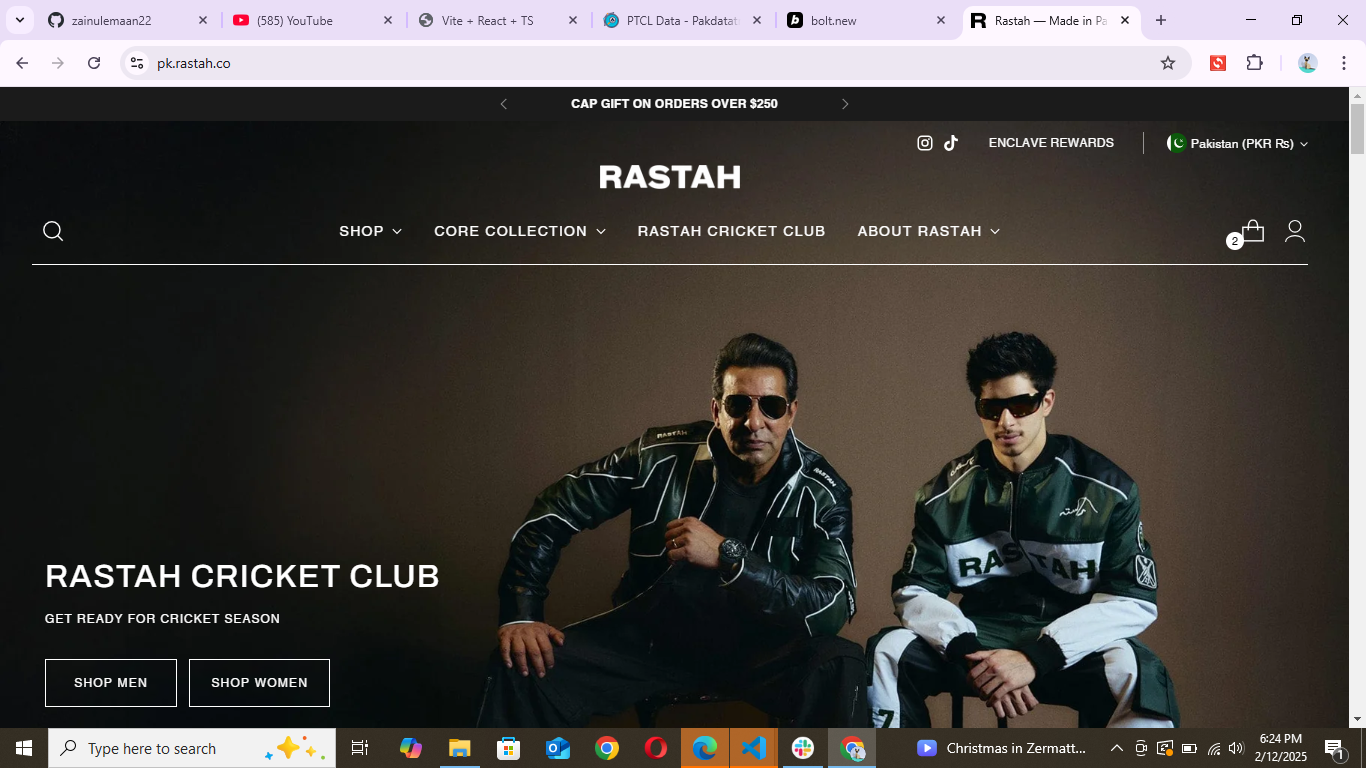 zainulemaan22
(585) YouTube
Vite + React + TS
PTCL Data - Pakdatat
bolt.new
Rastah — Made in Pa
pk.rastah.co
CAP GIFT ON ORDERS OVER $250
ENCLAVE REWARDS
Pakistan (PKR ₨)
RASTAH
SHOP
CORE COLLECTION
RASTAH CRICKET CLUB
ABOUT RASTAH
2
RASTAH
RASTAH
RASTAH
RASTAH CRICKET CLUB
GET READY FOR CRICKET SEASON
SHOP MEN
SHOP WOMEN
7
Type here to search
Christmas in Zermatt...
6:24 PM
2/12/2025
1